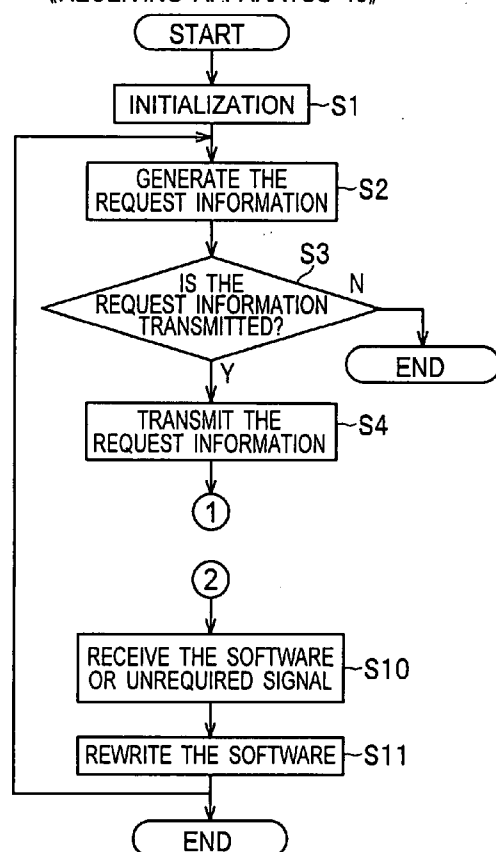 START
INITIALIZATION
S1
GENERATE THE
REQUEST INFORMATION
S2
S3
IS THE
REQUEST INFORMATION
TRANSMITTED?
N
END
Y
TRANSMIT THE
REQUEST INFORMATION
S4
1
2
RECEIVE THE SOFTWARE
OR UNREQUIRED SIGNAL
S10
REWRITE THE SOFTWARE
S11
END